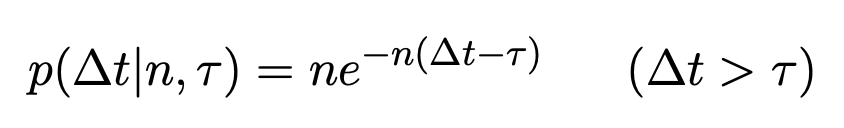 p(Δt|n, τ) = ne^{−n(Δt−τ)} (Δt > τ)